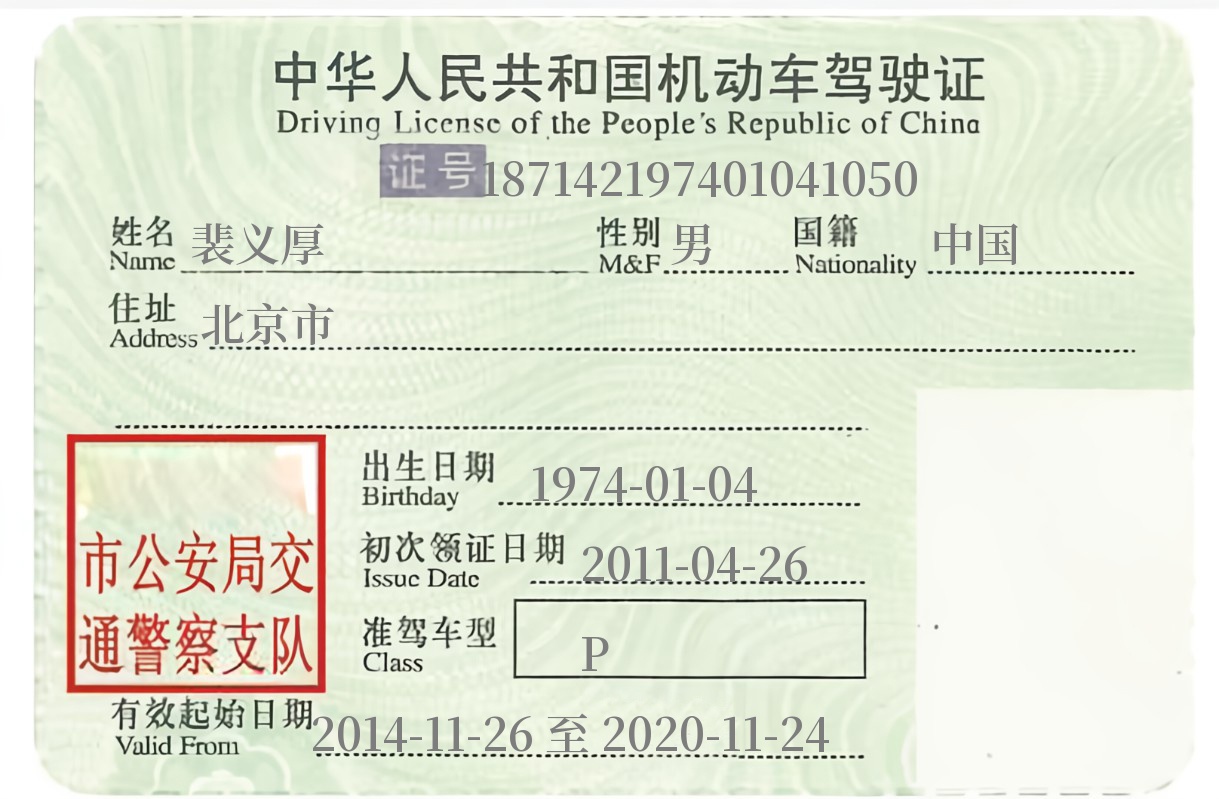 中华人民共和国机动车驾驶证
Driving License of the People's Republic of China
证号 187142197401041050
姓名 裴义厚 性别 男 国籍 中国
Name M&F Nationality
住址 北京市
Address
出生日期 1974-01-04
Birthday
初次领证日期 2011-04-26
Issue Date
市公安局交
通警察支队
准驾车型 P
Class
有效起始日期 2014-11-26 至 2020-11-24
Valid From